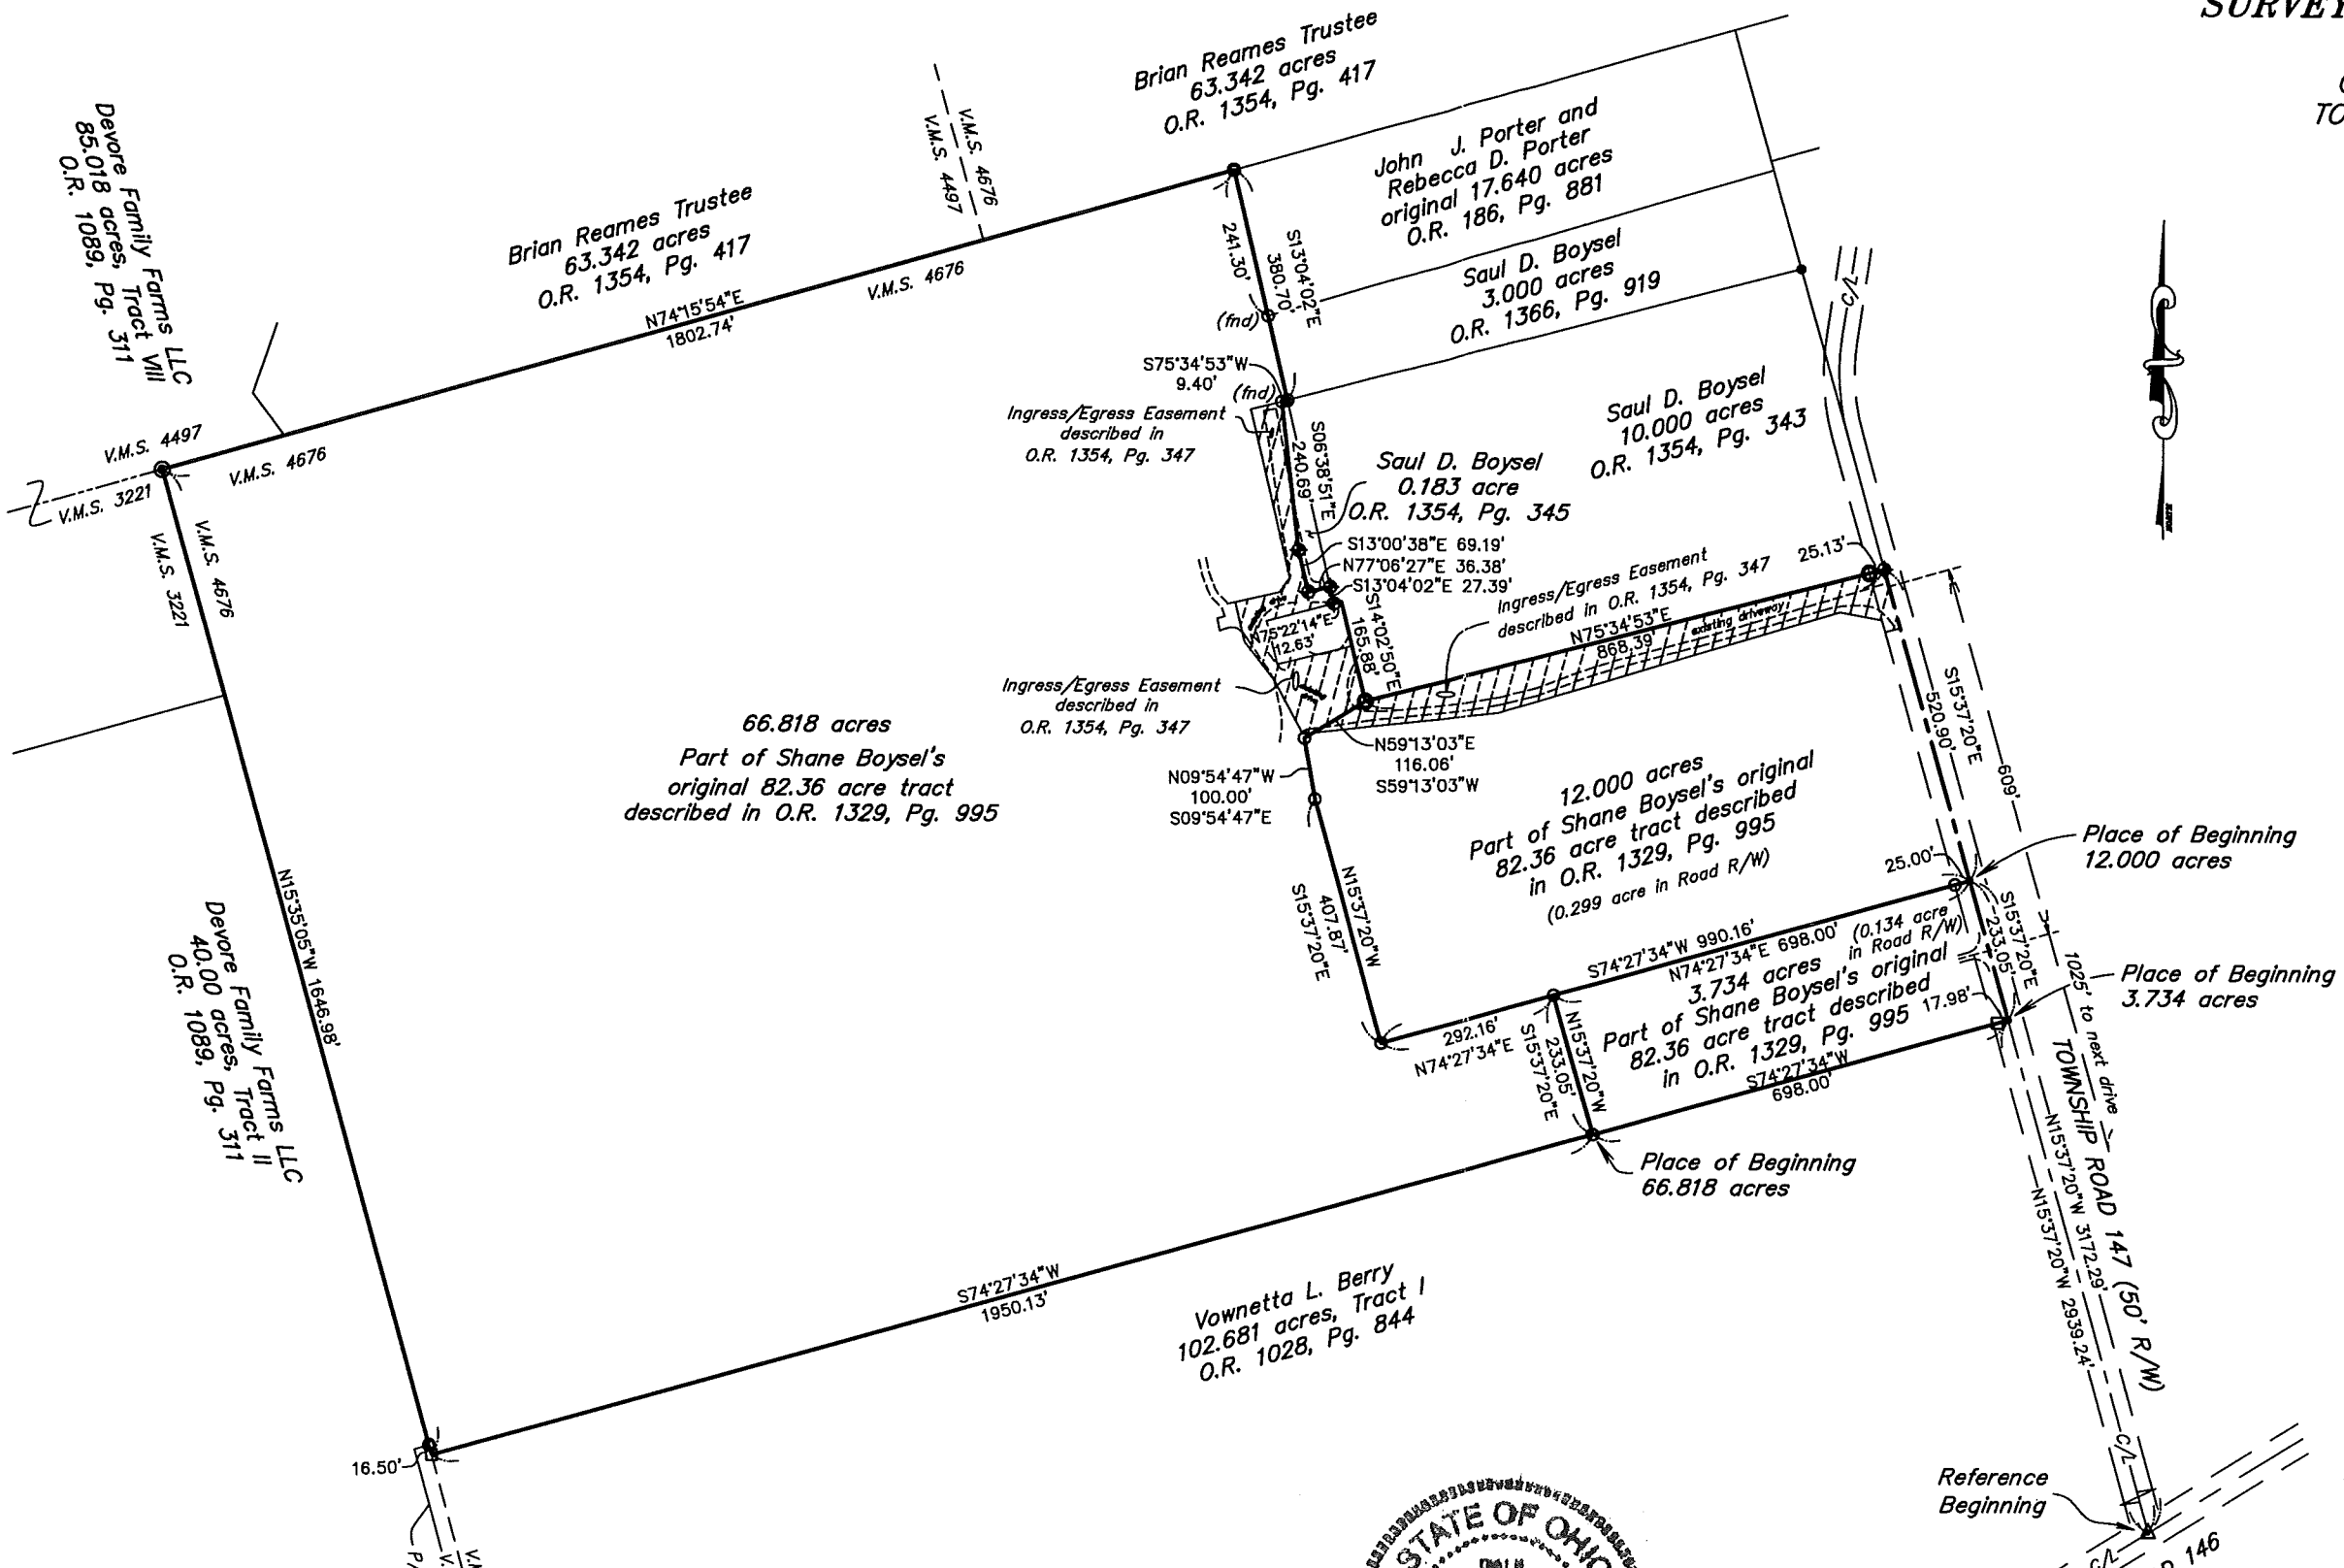 SURVEY
TO
Brian Reames Trustee
63.342 acres
O.R. 1354, Pg. 417
V.M.S. 4676
V.M.S. 4497
Devore Family Farms LLC
85.018 acres, Tract VIII
O.R. 1089, Pg. 311
Brian Reames Trustee
63.342 acres
O.R. 1354, Pg. 417
N74°15'54"E
1802.74'
V.M.S. 4676
John J. Porter and
Rebecca D. Porter
original 17.640 acres
O.R. 186, Pg. 881
Saul D. Boysel
3.000 acres
O.R. 1366, Pg. 919
S13°04'02"E
380.70'
241.30'
(fnd)
S75°34'53"W
9.40'
(fnd)
Ingress/Egress Easement
described in
O.R. 1354, Pg. 347
C/L
Saul D. Boysel
10.000 acres
O.R. 1354, Pg. 343
V.M.S. 4497
V.M.S. 4676
V.M.S. 3221
V.M.S. 4676
V.M.S. 3221
S06°38'51"E
240.69'
Saul D. Boysel
0.183 acre
O.R. 1354, Pg. 345
S13°00'38"E 69.19'
N77°06'27"E 36.38'
S13°04'02"E 27.39'
N75°22'14"E
12.63'
S14°02'50"E
165.88'
Ingress/Egress Easement
described in O.R. 1354, Pg. 347
25.13'
N75°34'53"E
868.39'
existing driveway
NORTH
Ingress/Egress Easement
described in
O.R. 1354, Pg. 347
66.818 acres
Part of Shane Boysel's
original 82.36 acre tract
described in O.R. 1329, Pg. 995
N59°13'03"E
116.06'
S59°13'03"W
N09°54'47"W
100.00'
S09°54'47"E
12.000 acres
Part of Shane Boysel's original
82.36 acre tract described
in O.R. 1329, Pg. 995
(0.299 acre in Road R/W)
S15°37'20"E
520.90'
609'
Place of Beginning
12.000 acres
25.00'
N15°37'20"W
407.87'
S15°37'20"E
S74°27'34"W 990.16'
N74°27'34"E 698.00'
(0.134 acre
in Road R/W)
3.734 acres
Part of Shane Boysel's original
82.36 acre tract described
in O.R. 1329, Pg. 995
17.98'
S15°37'20"E
233.05'
Place of Beginning
3.734 acres
1025' to next drive
292.16'
N74°27'34"E
N15°37'20"W
233.05'
S15°37'20"E
S74°27'34"W
698.00'
Place of Beginning
66.818 acres
N15°35'05"W 1646.98'
Devore Family Farms LLC
40.00 acres, Tract II
O.R. 1089, Pg. 311
TOWNSHIP ROAD 147 (50' R/W)
N15°37'20"W 3172.29'
N15°37'20"W 2939.24'
S74°27'34"W
1950.13'
Vownetta L. Berry
102.681 acres, Tract I
O.R. 1028, Pg. 844
16.50'
C/L
Reference
Beginning
STATE OF OHIO
C/L
146